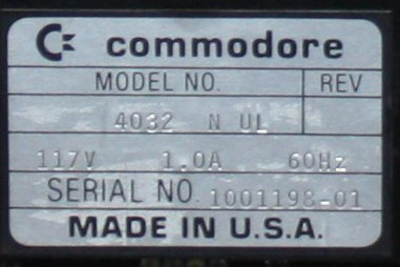 commodore
MODEL NO. REV
4032 N UL
117V 1.0A 60Hz
SERIAL NO. 1001198-01
MADE IN U.S.A.